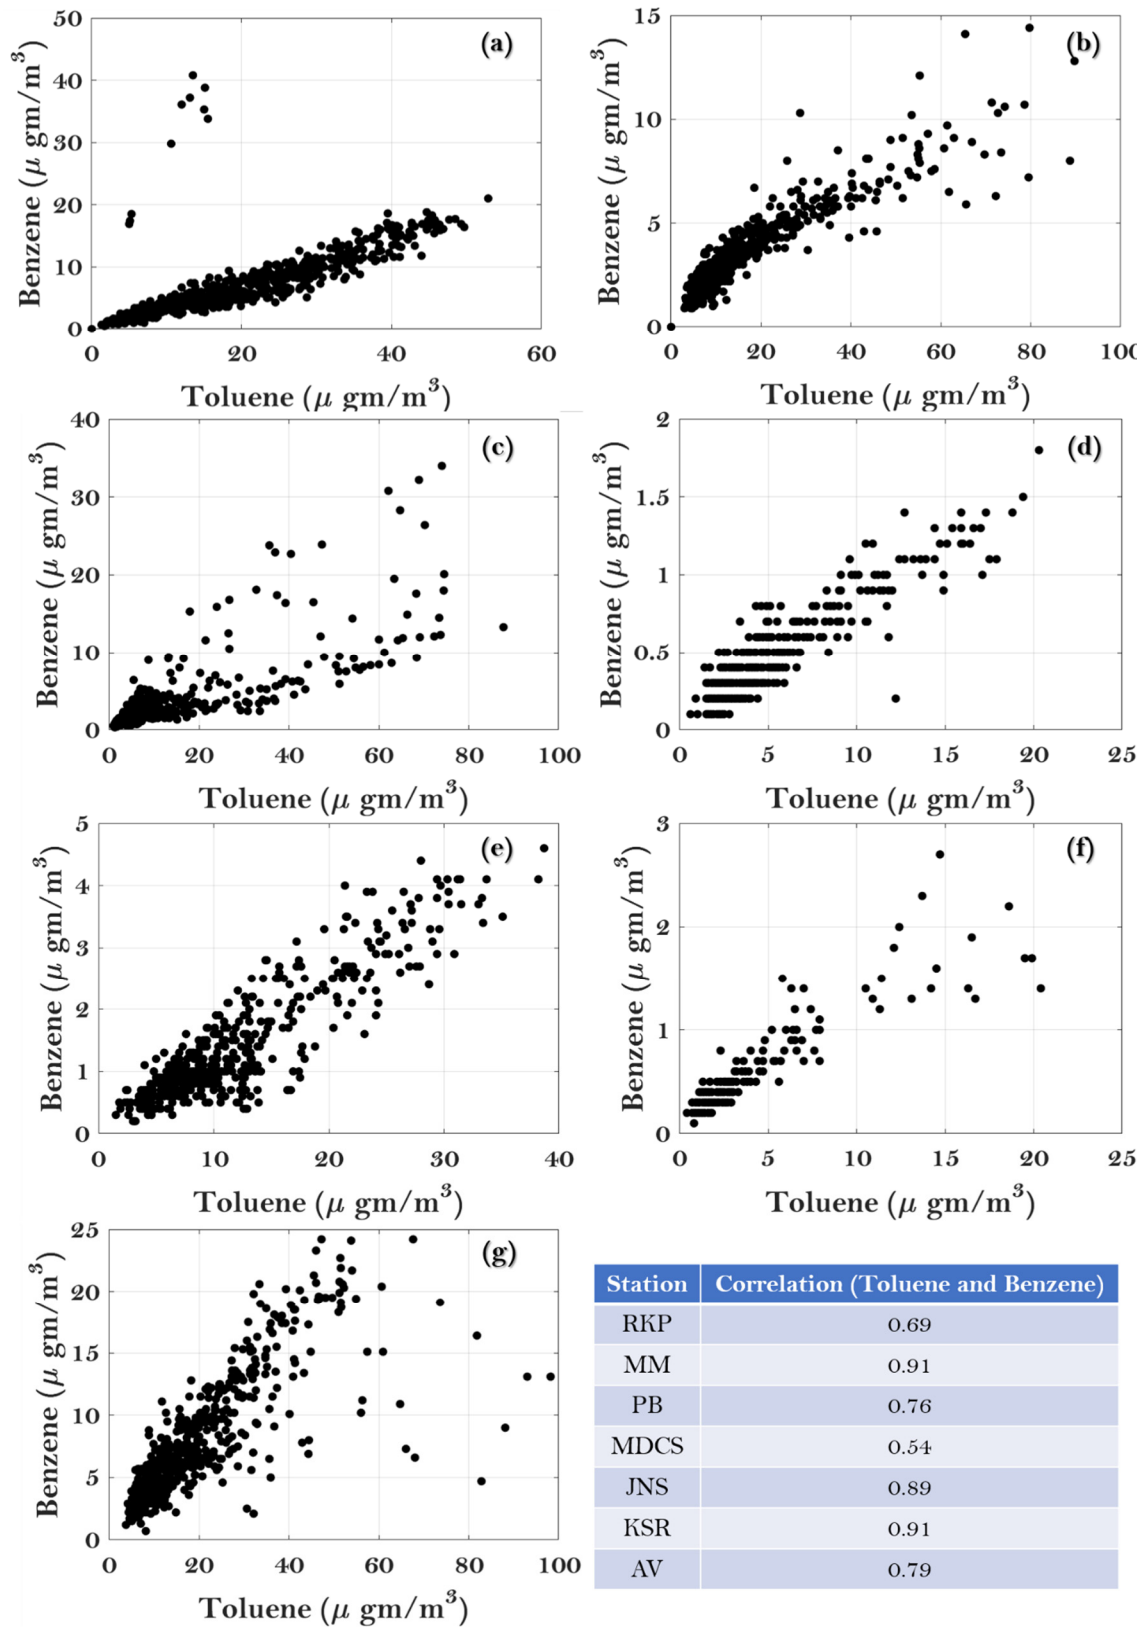 (a)
50
40
30
20
10
0
0 20 40 60
Benzene (μ gm/m³)
Toluene (μ gm/m³)
(b)
15
10
5
0
0 20 40 60 80 100
Benzene (μ gm/m³)
Toluene (μ gm/m³)
(c)
40
30
20
10
0
0 20 40 60 80 100
Benzene (μ gm/m³)
Toluene (μ gm/m³)
(d)
2
1.5
1
0.5
0
0 5 10 15 20 25
Benzene (μ gm/m³)
Toluene (μ gm/m³)
(e)
5
4
3
2
1
0
0 10 20 30 40
Benzene (μ gm/m³)
Toluene (μ gm/m³)
(f)
3
2
1
0
0 5 10 15 20 25
Benzene (μ gm/m³)
Toluene (μ gm/m³)
(g)
25
20
15
10
5
0
0 20 40 60 80 100
Benzene (μ gm/m³)
Toluene (μ gm/m³)
Station Correlation (Toluene and Benzene)
RKP 0.69
MM 0.91
PB 0.76
MDCS 0.54
JNS 0.89
KSR 0.91
AV 0.79